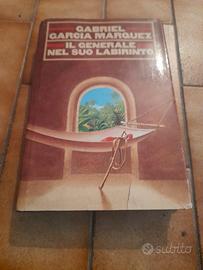 GABRIEL
GARCIA MARQUEZ
IL GENERALE
NEL SUO LABIRINTO
subito